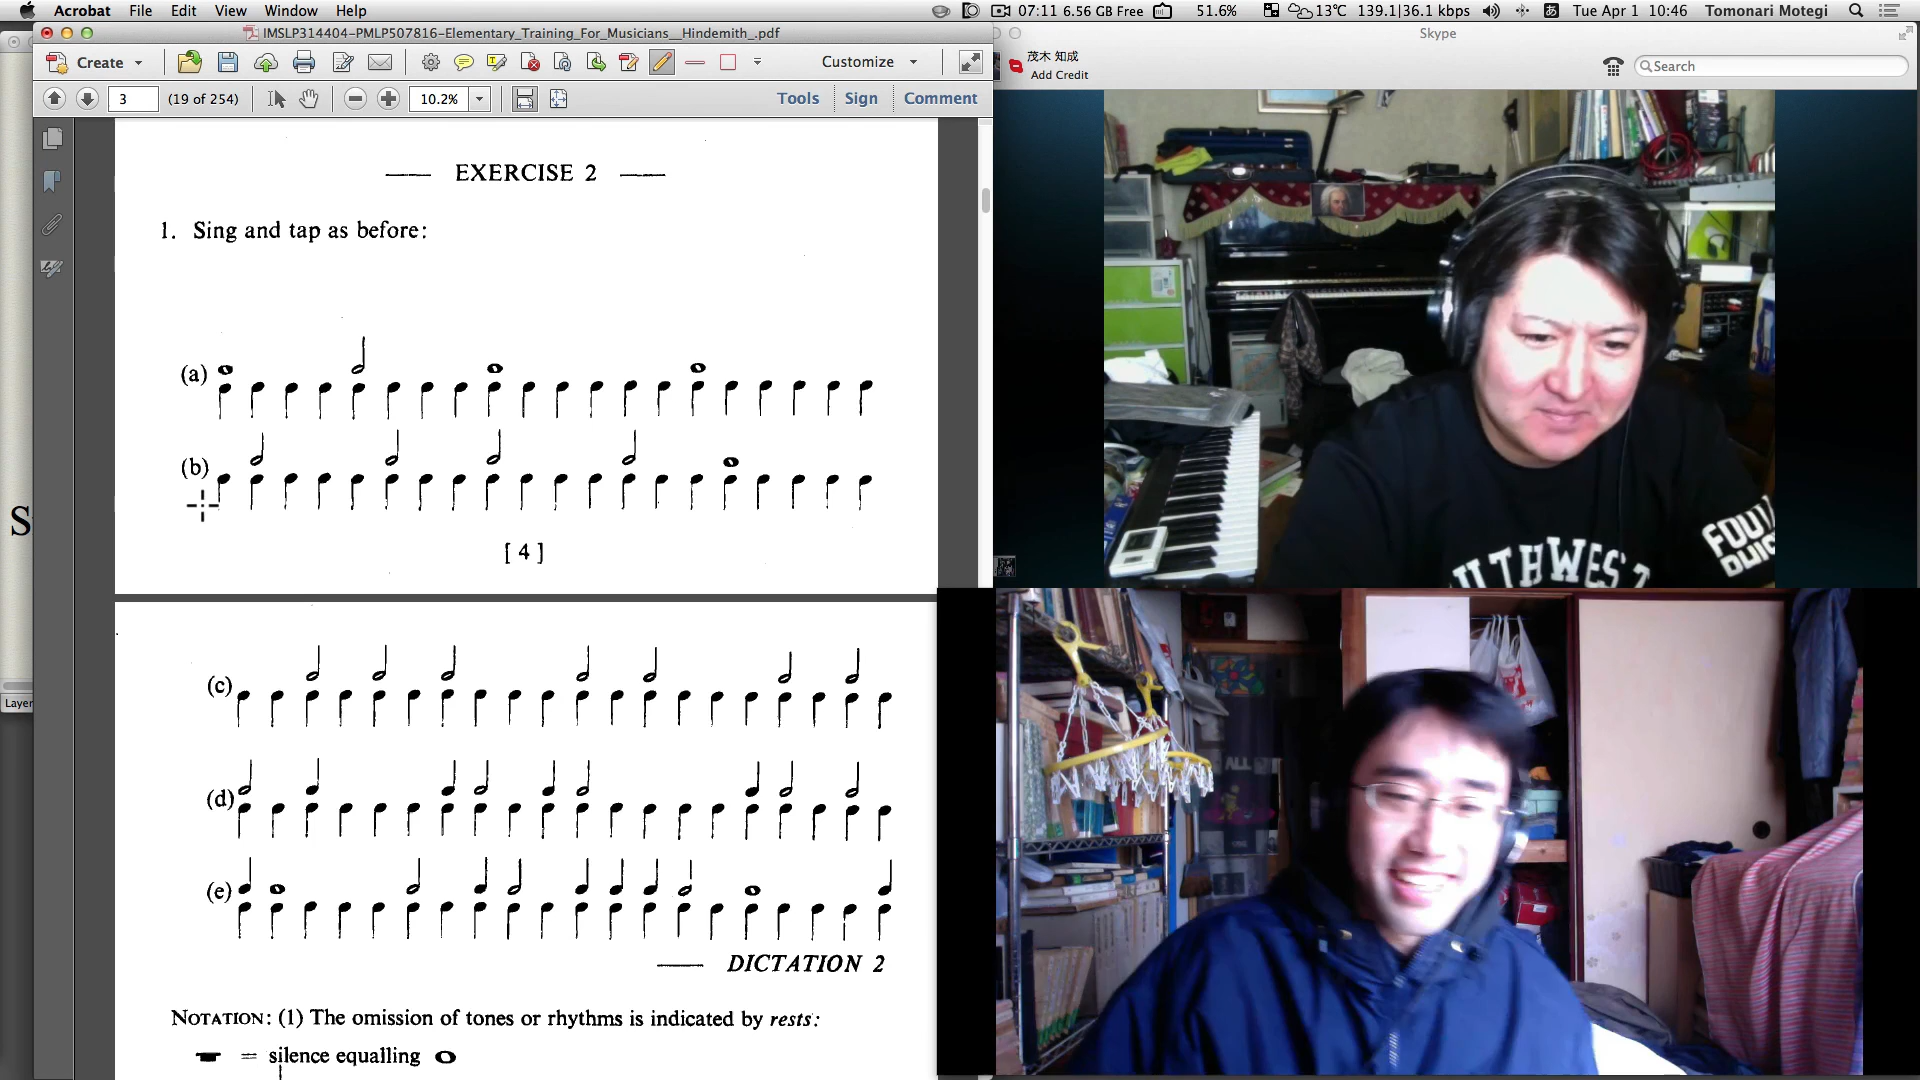 Acrobat File Edit View Window Help
07:11 6.56 GB Free 51.6% 13℃ 139.1|36.1 kbps あ Tue Apr 1 10:46 Tomonari Motegi
IMSLP314404-PMLP507816-Elementary_Training_For_Musicians__Hindemith_.pdf
Create
Customize
3 (19 of 254) 10.2% Tools Sign Comment
EXERCISE 2
1. Sing and tap as before:
(a)
(b)
[ 4 ]
(c)
(d)
(e)
DICTATION 2
NOTATION: (1) The omission of tones or rhythms is indicated by rests:
= silence equalling
S
Layer
Skype
茂木 知成
Add Credit
Search
ALL